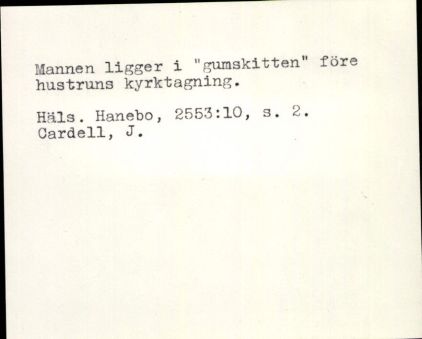 Mannen ligger i "gumskitten" före
hustruns kyrktagning.
Häls. Hanebo, 2553:10, s. 2.
Cardell, J.